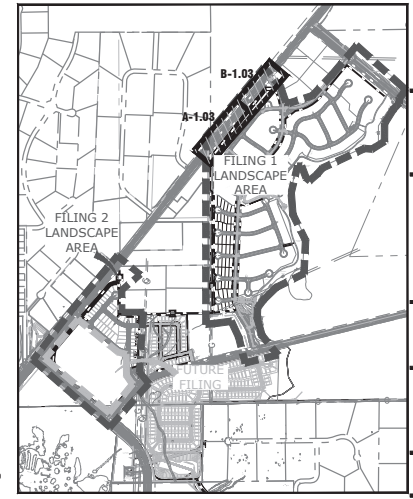 B-1.03
A-1.03
FILING 1
LANDSCAPE
AREA
FILING 2
LANDSCAPE
AREA
FUTURE
FILING